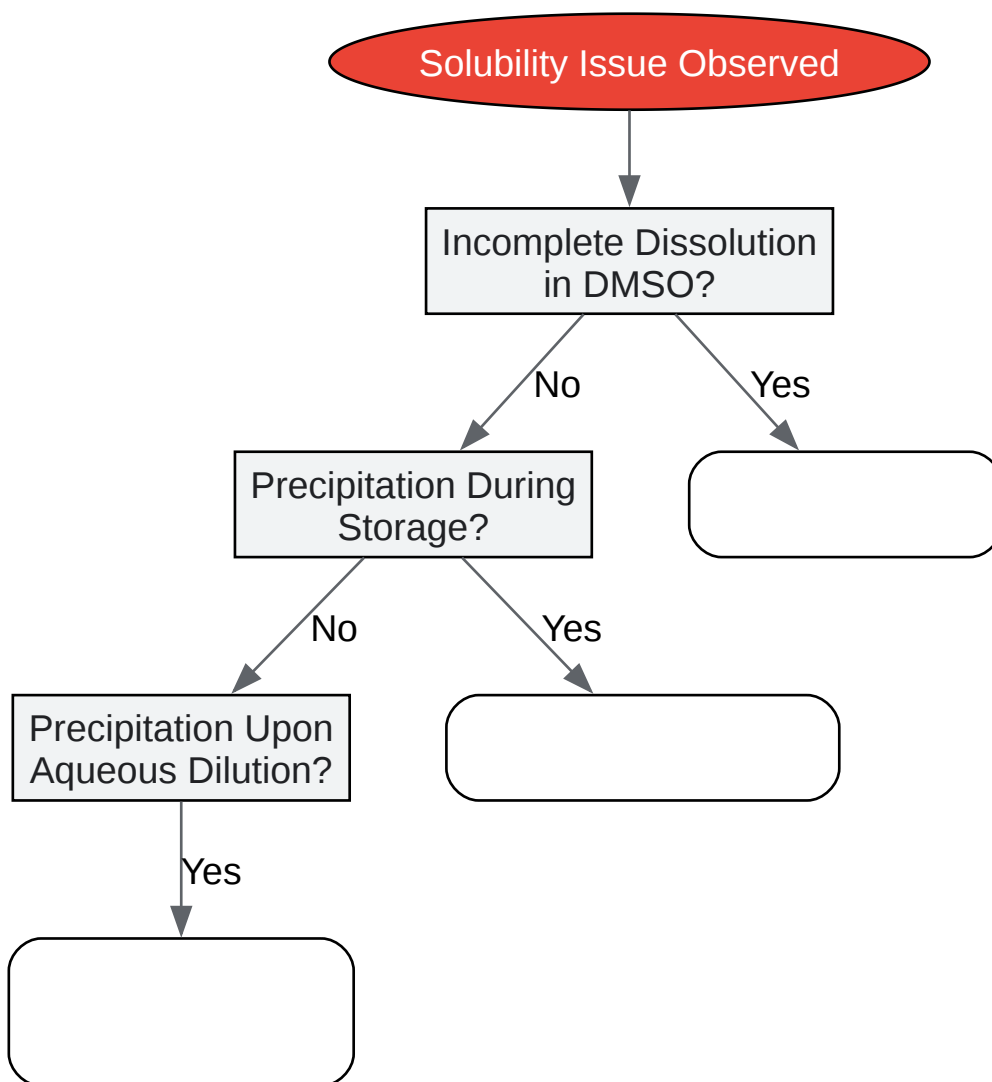 Solubility Issue Observed
Incomplete Dissolution
in DMSO?
No
Yes
Precipitation During
Storage?
No
Yes
Precipitation Upon
Aqueous Dilution?
Yes